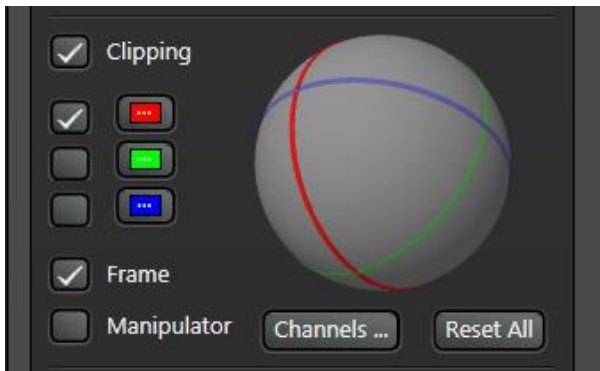 Clipping
...
...
...
Frame
Manipulator
Channels ...
Reset All